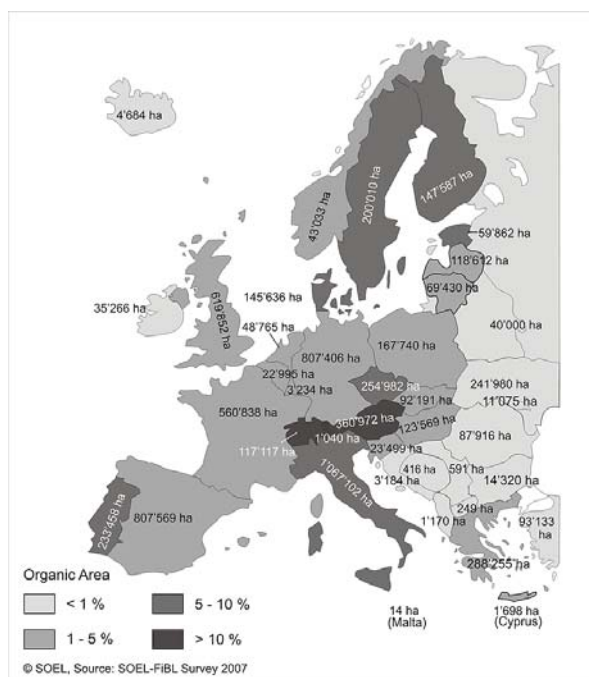 4'684 ha
43'033 ha
200'010 ha
147'587 ha
59'862 ha
118'612 ha
69'430 ha
35'266 ha
619'852 ha
145'636 ha
48'765 ha
40'000 ha
807'406 ha
167'740 ha
22'995 ha
3'234 ha
254'982 ha
241'980 ha
92'191 ha
11'075 ha
560'838 ha
360'972 ha
123'569 ha
117'117 ha
1'040 ha
87'916 ha
23'499 ha
1'067'102 ha
416 ha
591 ha
3'184 ha
14'320 ha
233'458 ha
807'569 ha
249 ha
1'170 ha
93'133
ha
288'255 ha
Organic Area
< 1 %
5 - 10 %
1 - 5 %
> 10 %
14 ha
(Malta)
1'698 ha
(Cyprus)
© SOEL, Source: SOEL-FiBL Survey 2007